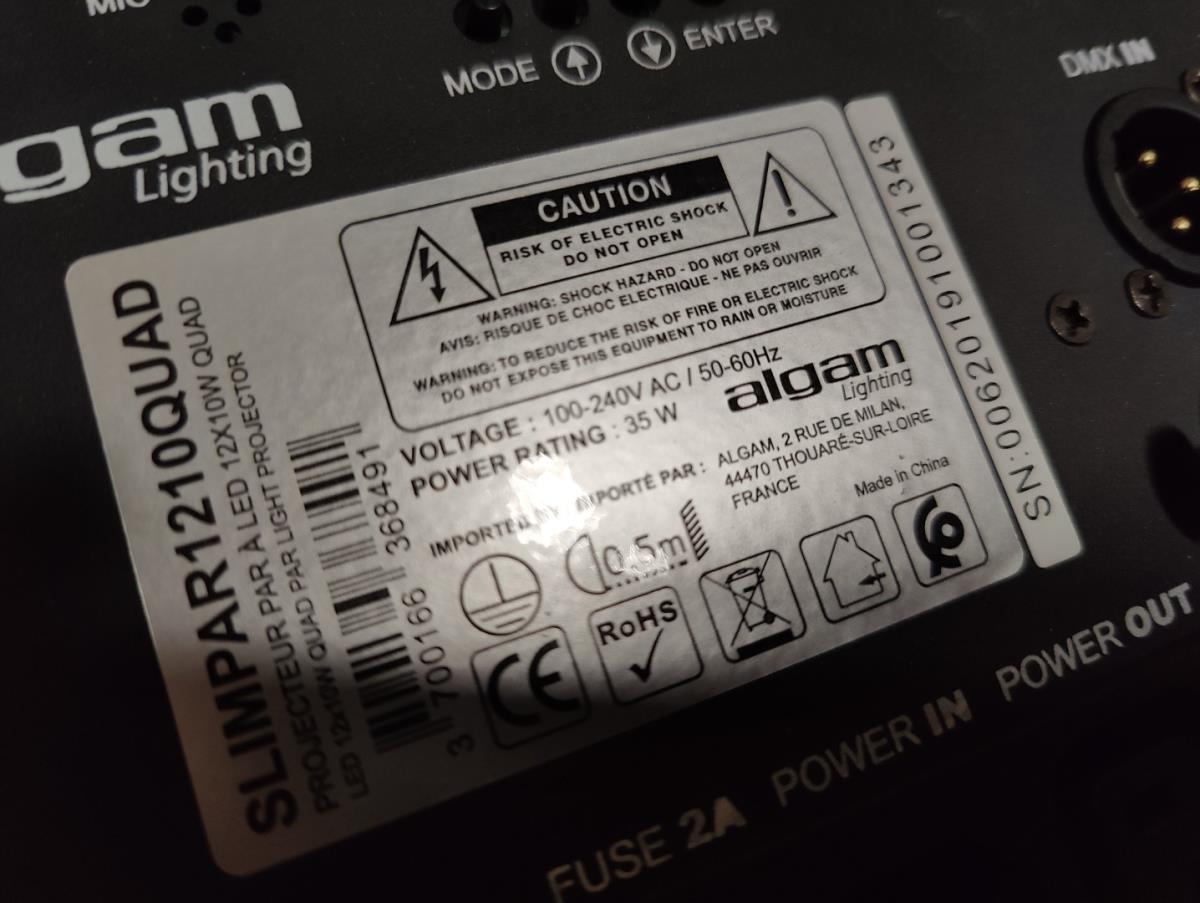 MIC
MODE
ENTER
DMX IN
gam
Lighting
CAUTION
RISK OF ELECTRIC SHOCK
DO NOT OPEN
WARNING: SHOCK HAZARD - DO NOT OPEN
AVIS: RISQUE DE CHOC ELECTRIQUE - NE PAS OUVRIR
WARNING: TO REDUCE THE RISK OF FIRE OR ELECTRIC SHOCK
DO NOT EXPOSE THIS EQUIPMENT TO RAIN OR MOISTURE
SLIMPAR1210QUAD
PROJECTEUR PAR À LED 12X10W QUAD
LED 12x10W QUAD PAR LIGHT PROJECTOR
3 700166 368491
VOLTAGE : 100-240V AC / 50-60Hz
POWER RATING : 35 W
algam
Lighting
IMPORTED BY / IMPORTÉ PAR :
ALGAM, 2 RUE DE MILAN,
44470 THOUARÉ-SUR-LOIRE
FRANCE
Made in China
0.5m
CE
RoHS
SN:00620191001343
FUSE 2A
POWER IN
POWER OUT